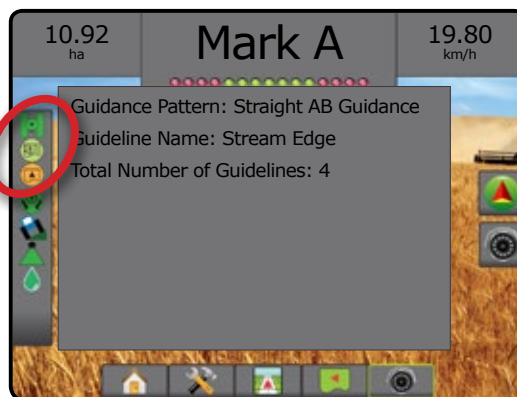 10.92
ha
Mark A
19.80
km/h
Guidance Pattern: Straight AB Guidance
Guideline Name: Stream Edge
Total Number of Guidelines: 4